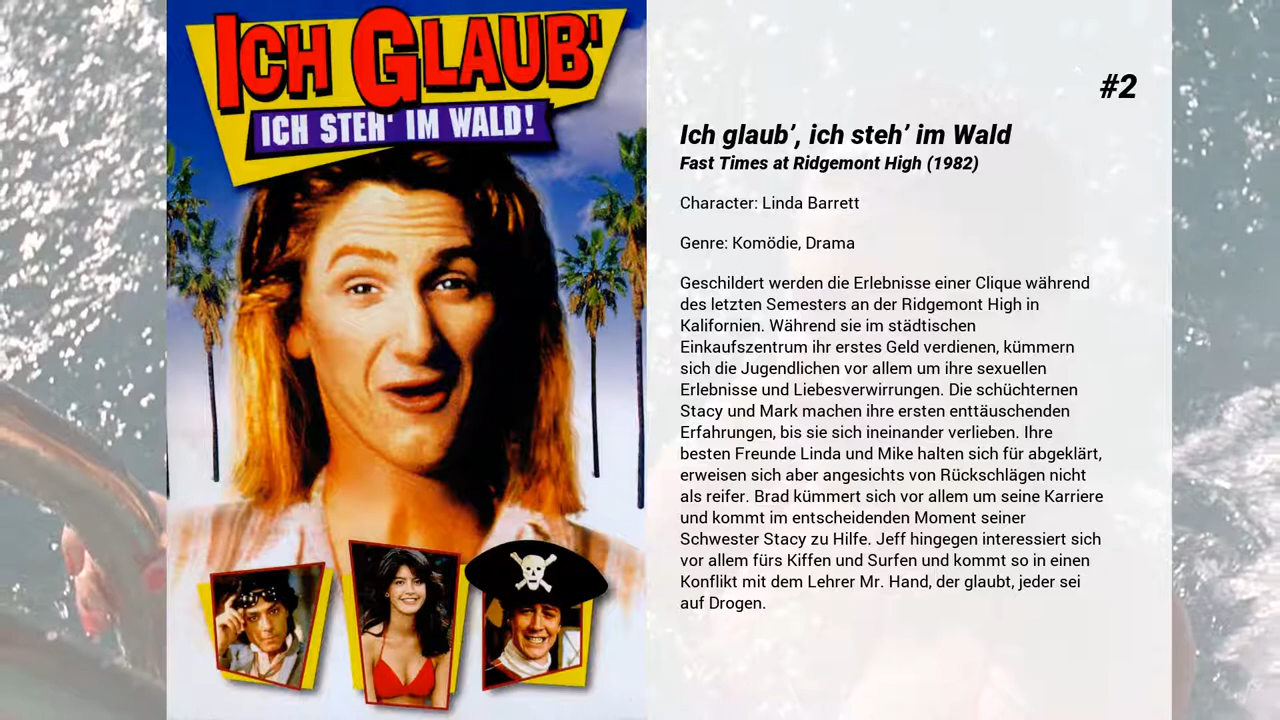 ICH GLAUB'
ICH STEH' IM WALD!
#2
Ich glaub’, ich steh’ im Wald
Fast Times at Ridgemont High (1982)
Character: Linda Barrett
Genre: Komödie, Drama
Geschildert werden die Erlebnisse einer Clique während
des letzten Semesters an der Ridgemont High in
Kalifornien. Während sie im städtischen
Einkaufszentrum ihr erstes Geld verdienen, kümmern
sich die Jugendlichen vor allem um ihre sexuellen
Erlebnisse und Liebesverwirrungen. Die schüchternen
Stacy und Mark machen ihre ersten enttäuschenden
Erfahrungen, bis sie sich ineinander verlieben. Ihre
besten Freunde Linda und Mike halten sich für abgeklärt,
erweisen sich aber angesichts von Rückschlägen nicht
als reifer. Brad kümmert sich vor allem um seine Karriere
und kommt im entscheidenden Moment seiner
Schwester Stacy zu Hilfe. Jeff hingegen interessiert sich
vor allem fürs Kiffen und Surfen und kommt so in einen
Konflikt mit dem Lehrer Mr. Hand, der glaubt, jeder sei
auf Drogen.